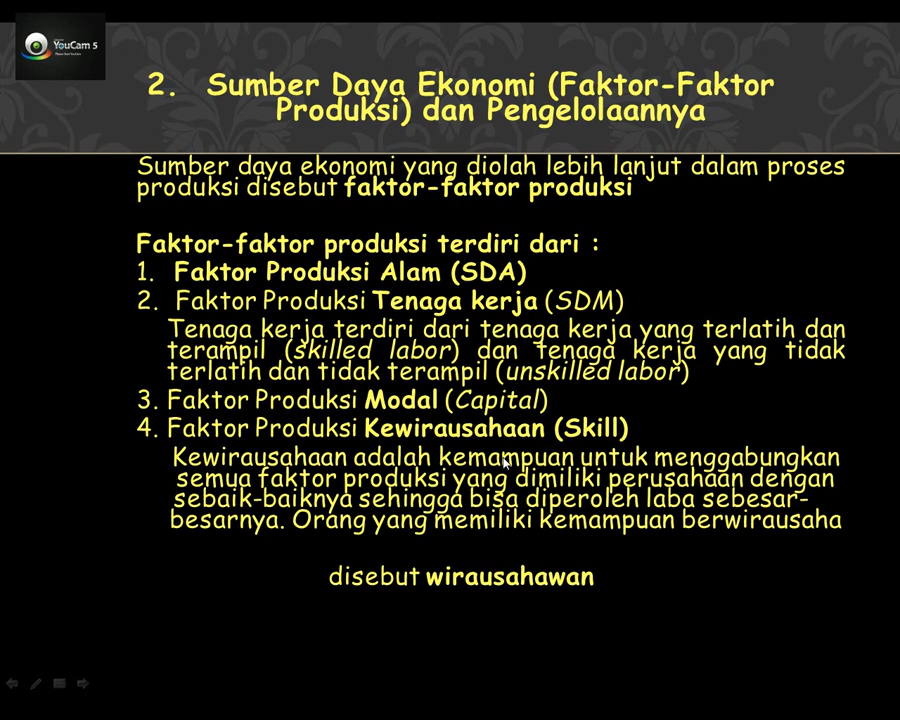 YouCam 5
2. Sumber Daya Ekonomi (Faktor-Faktor
Produksi) dan Pengelolaannya
Sumber daya ekonomi yang diolah lebih lanjut dalam proses
produksi disebut faktor-faktor produksi
Faktor-faktor produksi terdiri dari :
1. Faktor Produksi Alam (SDA)
2. Faktor Produksi Tenaga kerja (SDM)
Tenaga kerja terdiri dari tenaga kerja yang terlatih dan
terampil (skilled labor) dan tenaga kerja yang tidak
terlatih dan tidak terampil (unskilled labor)
3. Faktor Produksi Modal (Capital)
4. Faktor Produksi Kewirausahaan (Skill)
Kewirausahaan adalah kemampuan untuk menggabungkan
semua faktor produksi yang dimiliki perusahaan dengan
sebaik-baiknya sehingga bisa diperoleh laba sebesar-
besarnya. Orang yang memiliki kemampuan berwirausaha
disebut wirausahawan